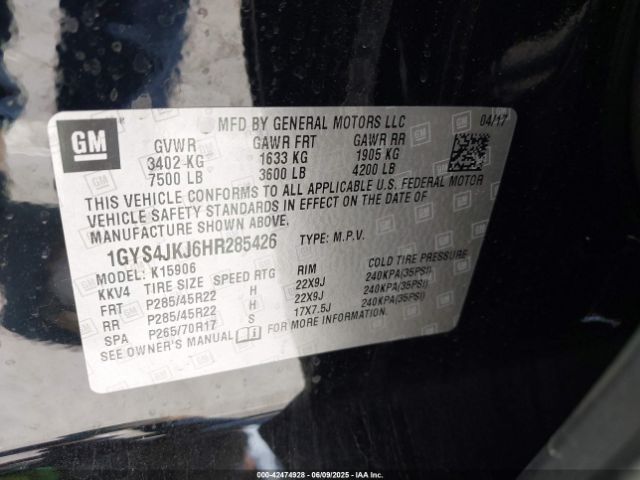 MFD BY GENERAL MOTORS LLC
04/17
GM
GVWR GAWR FRT GAWR RR
3402 KG 1633 KG 1905 KG
7500 LB 3600 LB 4200 LB
THIS VEHICLE CONFORMS TO ALL APPLICABLE U.S. FEDERAL MOTOR
VEHICLE SAFETY STANDARDS IN EFFECT ON THE DATE OF
MANUFACTURE SHOWN ABOVE.
1GYS4JKJ6HR285426 TYPE: M.P.V.
MODEL: K15906
KKV4 TIRE SIZE SPEED RTG RIM COLD TIRE PRESSURE
FRT P285/45R22 H 22X9J 240KPA(35PSI)
RR P285/45R22 H 22X9J 240KPA(35PSI)
SPA P265/70R17 S 17X7.5J 240KPA(35PSI)
SEE OWNER'S MANUAL FOR MORE INFORMATION.
000-42474928 - 06/09/2025 - IAA Inc.